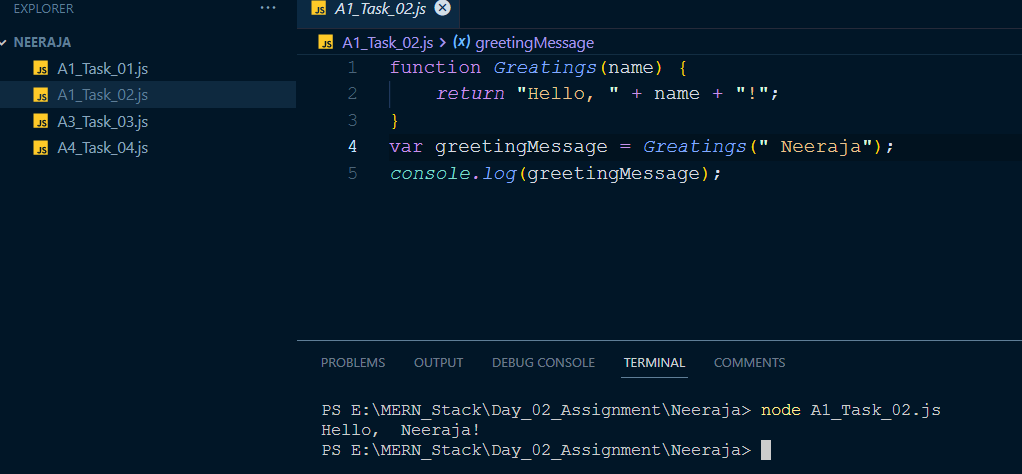 EXPLORER ...
NEERAJA
JS A1_Task_01.js
JS A1_Task_02.js
JS A3_Task_03.js
JS A4_Task_04.js
JS A1_Task_02.js
JS A1_Task_02.js > (x) greetingMessage
1 function Greatings(name) {
2 return "Hello, " + name + "!";
3 }
4 var greetingMessage = Greatings(" Neeraja");
5 console.log(greetingMessage);
PROBLEMS OUTPUT DEBUG CONSOLE TERMINAL COMMENTS
PS E:\MERN_Stack\Day_02_Assignment\Neeraja> node A1_Task_02.js
Hello,  Neeraja!
PS E:\MERN_Stack\Day_02_Assignment\Neeraja>